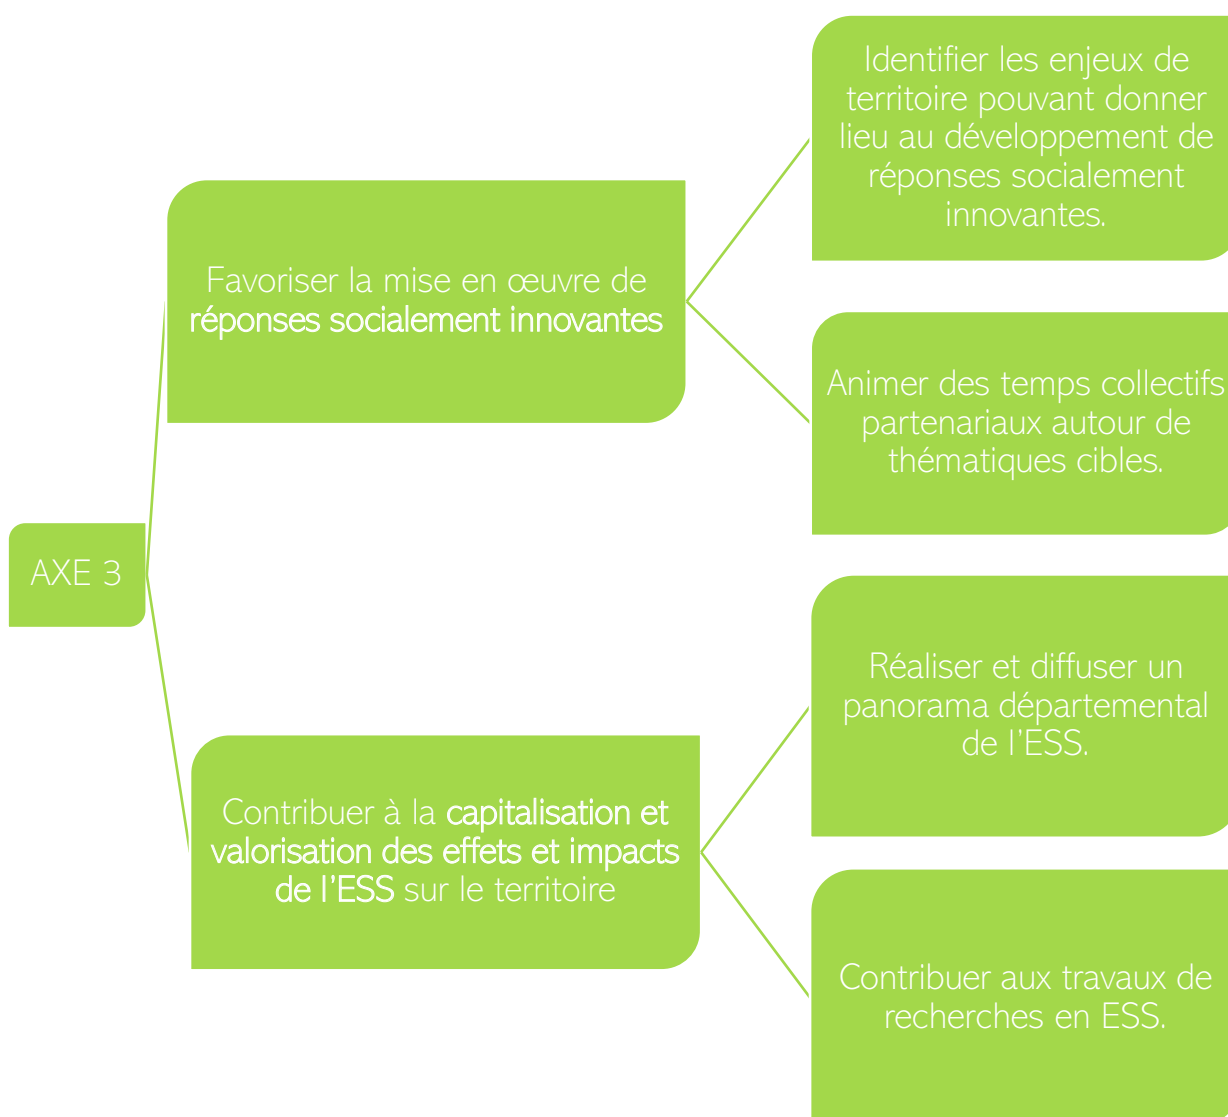 AXE 3
Favoriser la mise en œuvre de
réponses socialement innovantes
Identifier les enjeux de
territoire pouvant donner
lieu au développement de
réponses socialement
innovantes.
Animer des temps collectifs
partenariaux autour de
thématiques cibles.
Contribuer à la capitalisation et
valorisation des effets et impacts
de l'ESS sur le territoire
Réaliser et diffuser un
panorama départemental
de l'ESS.
Contribuer aux travaux de
recherches en ESS.